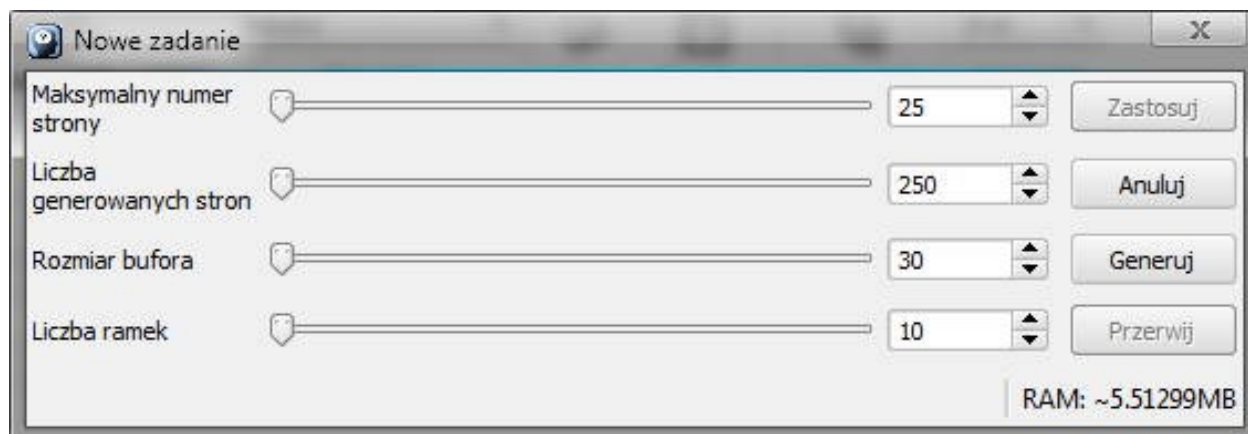 Nowe zadanie
Maksymalny numer
strony
25
Zastosuj
Liczba
generowanych stron
250
Anuluj
Rozmiar bufora
30
Generuj
Liczba ramek
10
Przerwij
RAM: ~5.51299MB